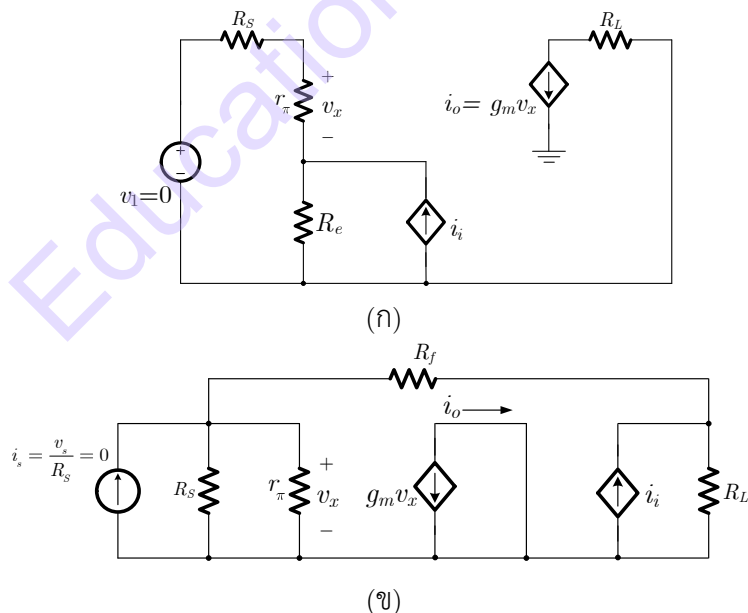 R_S
R_L
+
r_π
v_x
−
i_o = g_m v_x
+
−
v_1=0
R_e
i_i
(ก)
R_f
i_o
i_s = v_s / R_S = 0
R_S
r_π
+
v_x
−
g_m v_x
i_i
R_L
(ข)
Education